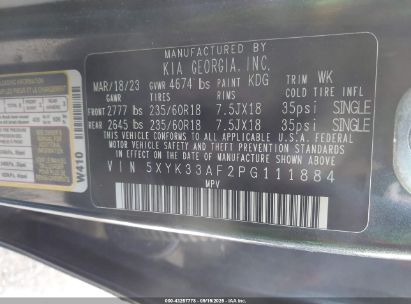 MANUFACTURED BY
KIA GEORGIA, INC.
MAR/18/23 GVWR 4674 lbs PAINT KDG TRIM WK
GAWR TIRES RIMS COLD TIRE INFL
FRONT 2777 lbs 235/60R18 7.5JX18 35psi SINGLE
REAR 2645 lbs 235/60R18 7.5JX18 35psi SINGLE
THIS VEHICLE CONFORMS TO ALL APPLICABLE U.S.A. FEDERAL
MOTOR VEHICLE SAFETY AND THEFT PREVENTION STANDARDS IN
EFFECT ON THE DATE OF MANUFACTURE SHOWN ABOVE.
VIN 5XYK33AF2PG111884
MPV
W410